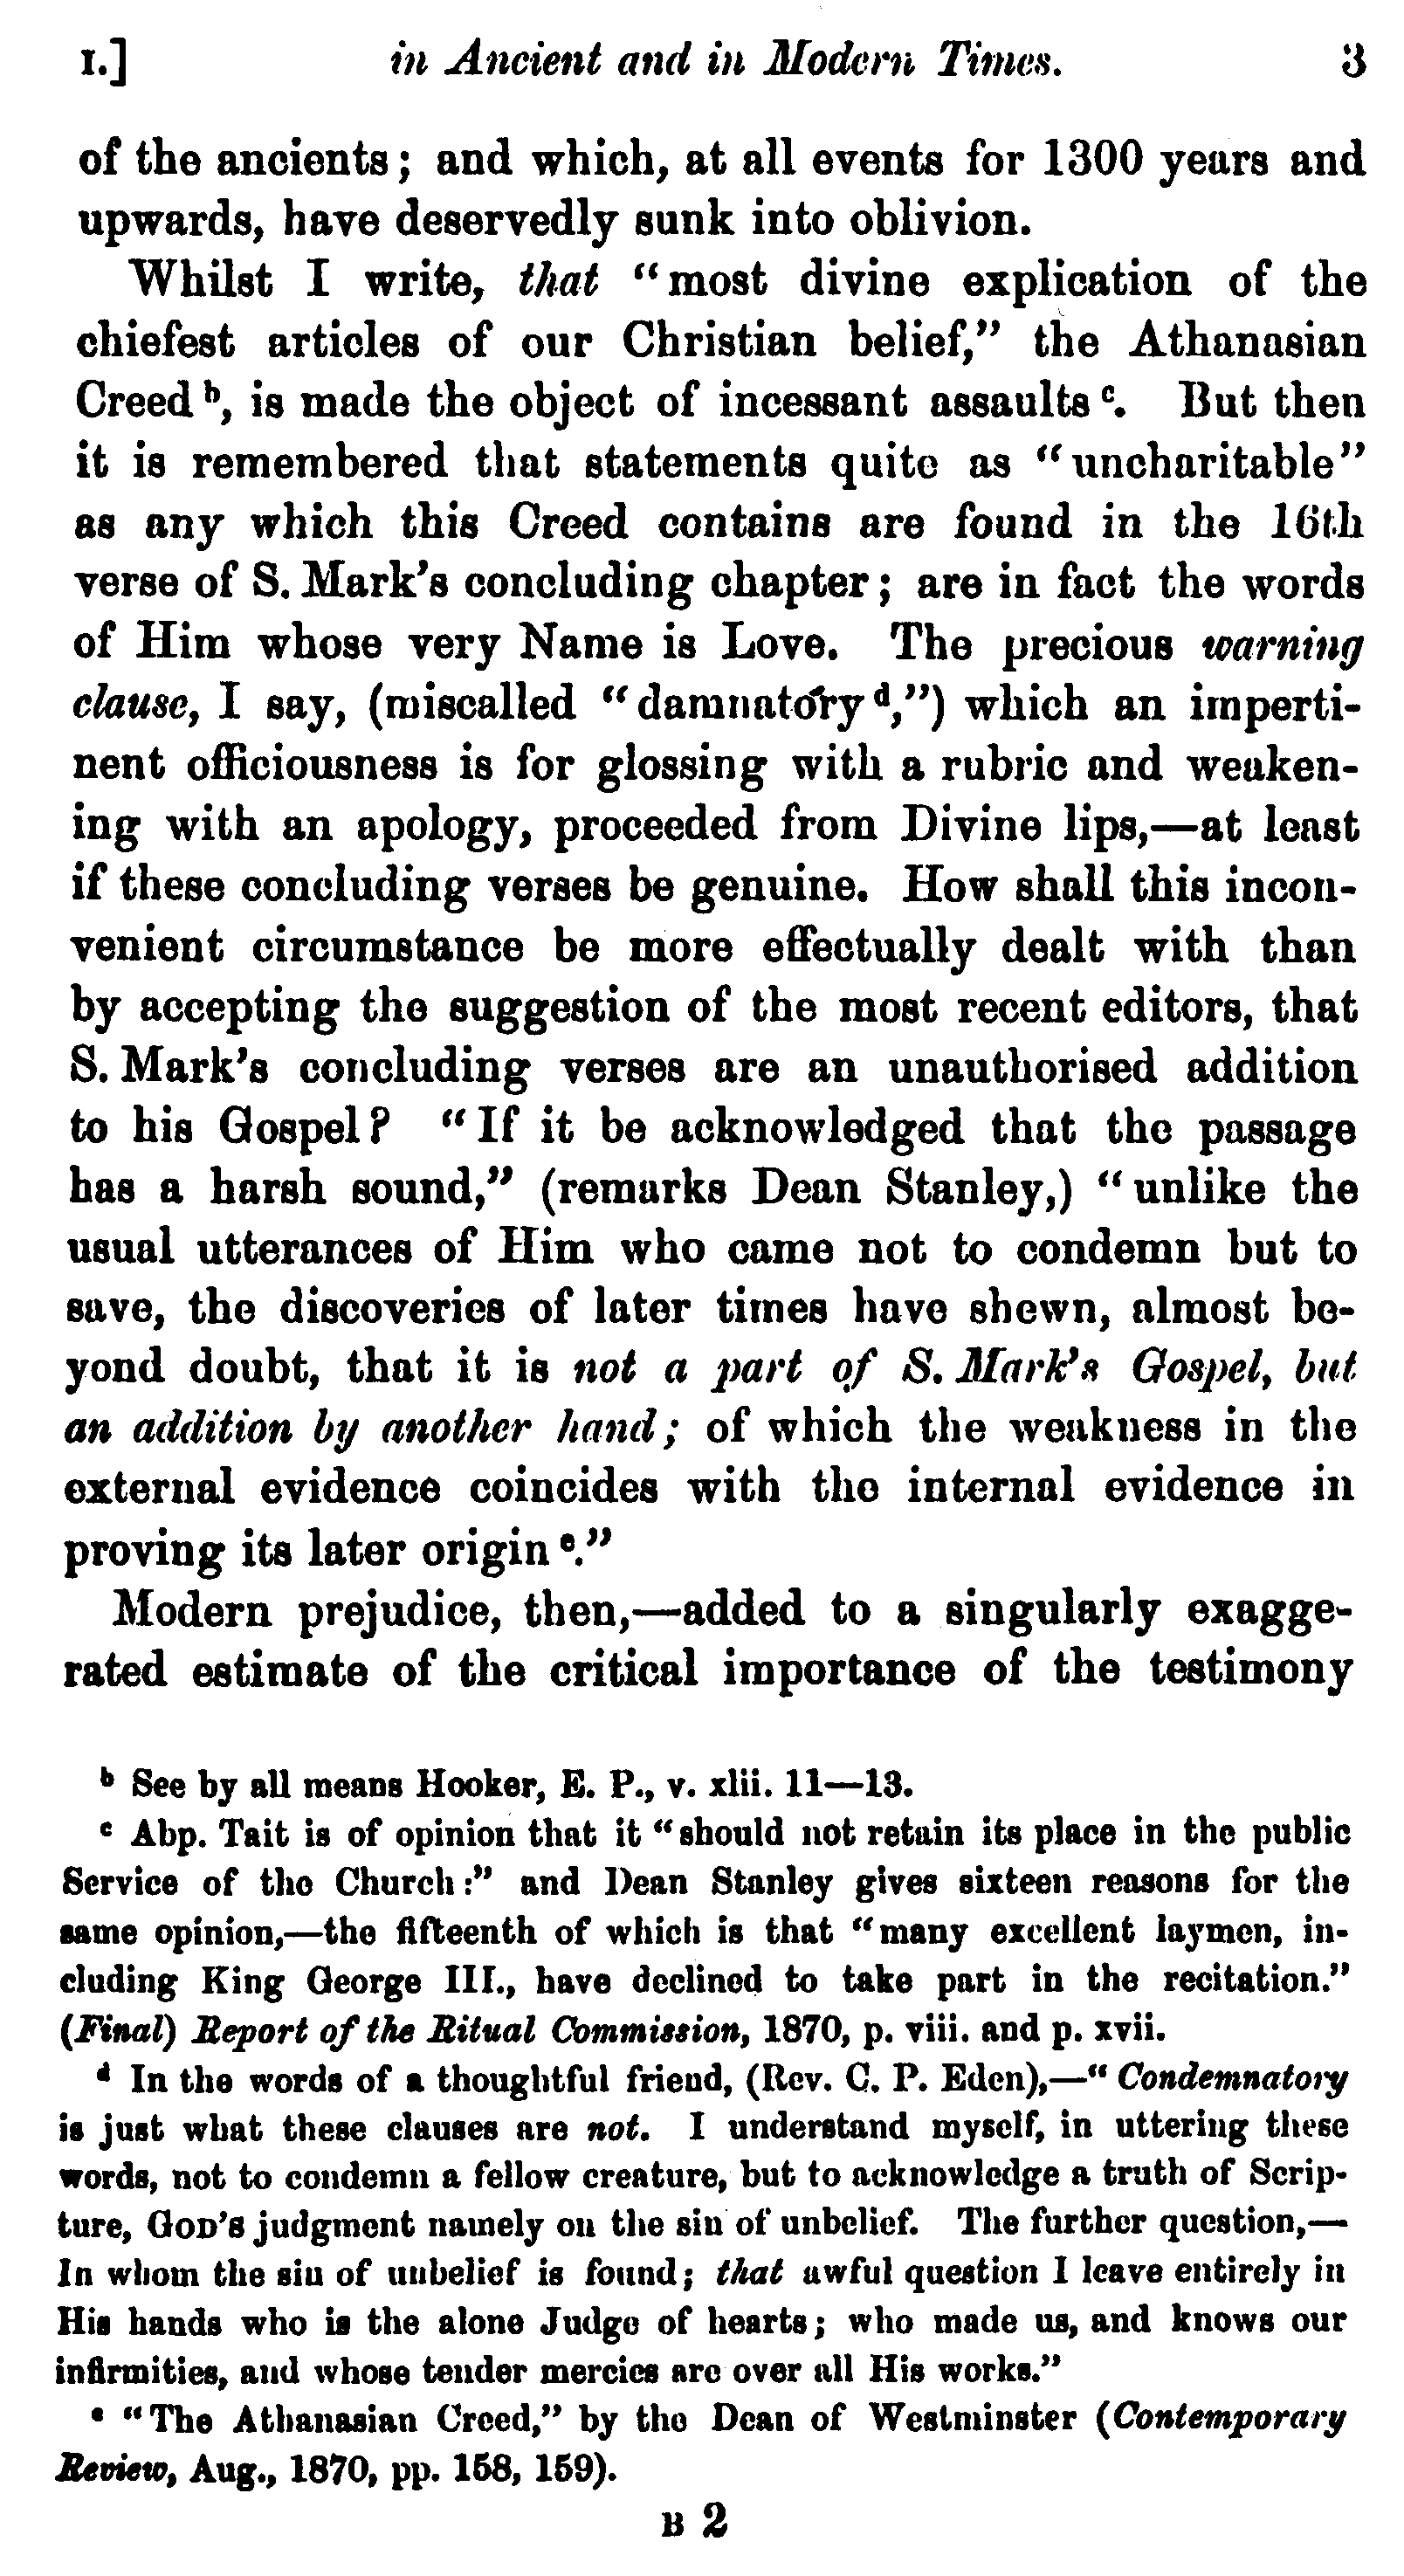 I.] in Ancient and in Modern Times. 3
of the ancients; and which, at all events for 1300 years and
upwards, have deservedly sunk into oblivion.
Whilst I write, that “most divine explication of the
chiefest articles of our Christian belief,” the Athanasian
Creed b, is made the object of incessant assaults c. But then
it is remembered that statements quite as “uncharitable”
as any which this Creed contains are found in the 16th
verse of S. Mark’s concluding chapter; are in fact the words
of Him whose very Name is Love. The precious warning
clause, I say, (miscalled “damnatory d,”) which an imperti-
nent officiousness is for glossing with a rubric and weaken-
ing with an apology, proceeded from Divine lips,—at least
if these concluding verses be genuine. How shall this incon-
venient circumstance be more effectually dealt with than
by accepting the suggestion of the most recent editors, that
S. Mark’s concluding verses are an unauthorised addition
to his Gospel? “If it be acknowledged that the passage
has a harsh sound,” (remarks Dean Stanley,) “unlike the
usual utterances of Him who came not to condemn but to
save, the discoveries of later times have shewn, almost be-
yond doubt, that it is not a part of S. Mark’s Gospel, but
an addition by another hand; of which the weakness in the
external evidence coincides with the internal evidence in
proving its later origin e.”
Modern prejudice, then,—added to a singularly exagge-
rated estimate of the critical importance of the testimony
b See by all means Hooker, E. P., v. xlii. 11—13.
c Abp. Tait is of opinion that it “should not retain its place in the public
Service of the Church:” and Dean Stanley gives sixteen reasons for the
same opinion,—the fifteenth of which is that “many excellent laymen, in-
cluding King George III., have declined to take part in the recitation.”
(Final) Report of the Ritual Commission, 1870, p. viii. and p. xvii.
d In the words of a thoughtful friend, (Rev. C. P. Eden),—“Condemnatory
is just what these clauses are not. I understand myself, in uttering these
words, not to condemn a fellow creature, but to acknowledge a truth of Scrip-
ture, GOD’S judgment namely on the sin of unbelief. The further question,—
In whom the sin of unbelief is found; that awful question I leave entirely in
His hands who is the alone Judge of hearts; who made us, and knows our
infirmities, and whose tender mercies are over all His works.”
e “The Athanasian Creed,” by the Dean of Westminster (Contemporary
Review, Aug., 1870, pp. 158, 159).
B 2